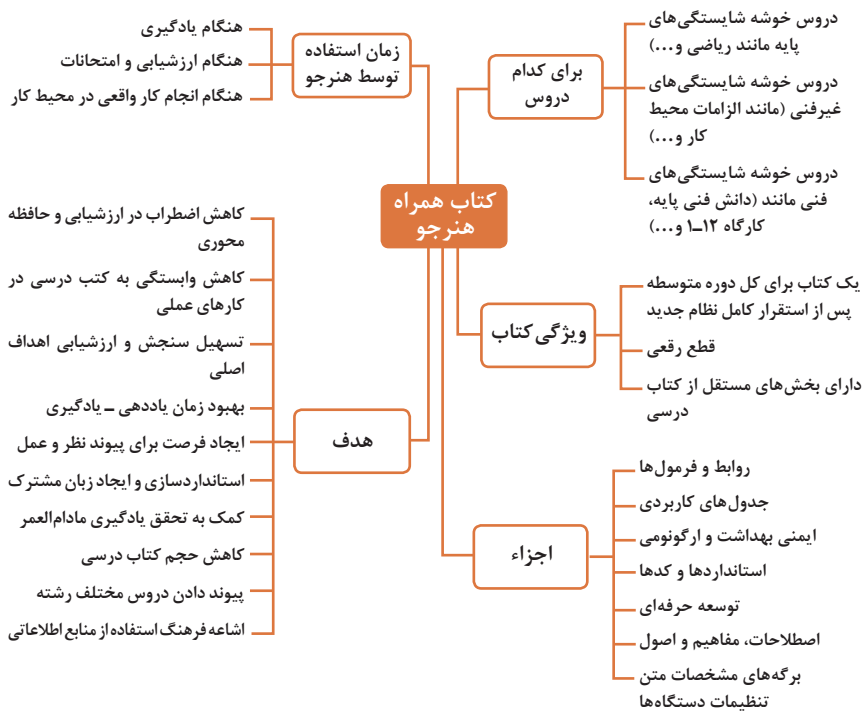 کتاب همراه
هنرجو
برای کدام
دروس
دروس خوشه شایستگی‌های
پایه مانند ریاضی و...)
دروس خوشه شایستگی‌های
غیرفنی (مانند الزامات محیط
کار و...)
دروس خوشه شایستگی‌های
فنی مانند (دانش فنی پایه،
کارگاه ۱۲ـ۱ و...)
ویژگی کتاب
یک کتاب برای کل دوره متوسطه
پس از استقرار کامل نظام جدید
قطع رقعی
دارای بخش‌های مستقل از کتاب
درسی
اجزاء
روابط و فرمول‌ها
جدول‌های کاربردی
ایمنی بهداشت و ارگونومی
استانداردها و کدها
توسعه حرفه‌ای
اصطلاحات، مفاهیم و اصول
برگه‌های مشخصات متن
تنظیمات دستگاه‌ها
زمان استفاده
توسط هنرجو
هنگام یادگیری
هنگام ارزشیابی و امتحانات
هنگام انجام کار واقعی در محیط کار
هدف
کاهش اضطراب در ارزشیابی و حافظه
محوری
کاهش وابستگی به کتب درسی در
کارهای عملی
تسهیل سنجش و ارزشیابی اهداف
اصلی
بهبود زمان یاددهی ـ یادگیری
ایجاد فرصت برای پیوند نظر و عمل
استانداردسازی و ایجاد زبان مشترک
کمک به تحقق یادگیری مادام‌العمر
کاهش حجم کتاب درسی
پیوند دادن دروس مختلف رشته
اشاعه فرهنگ استفاده از منابع اطلاعاتی